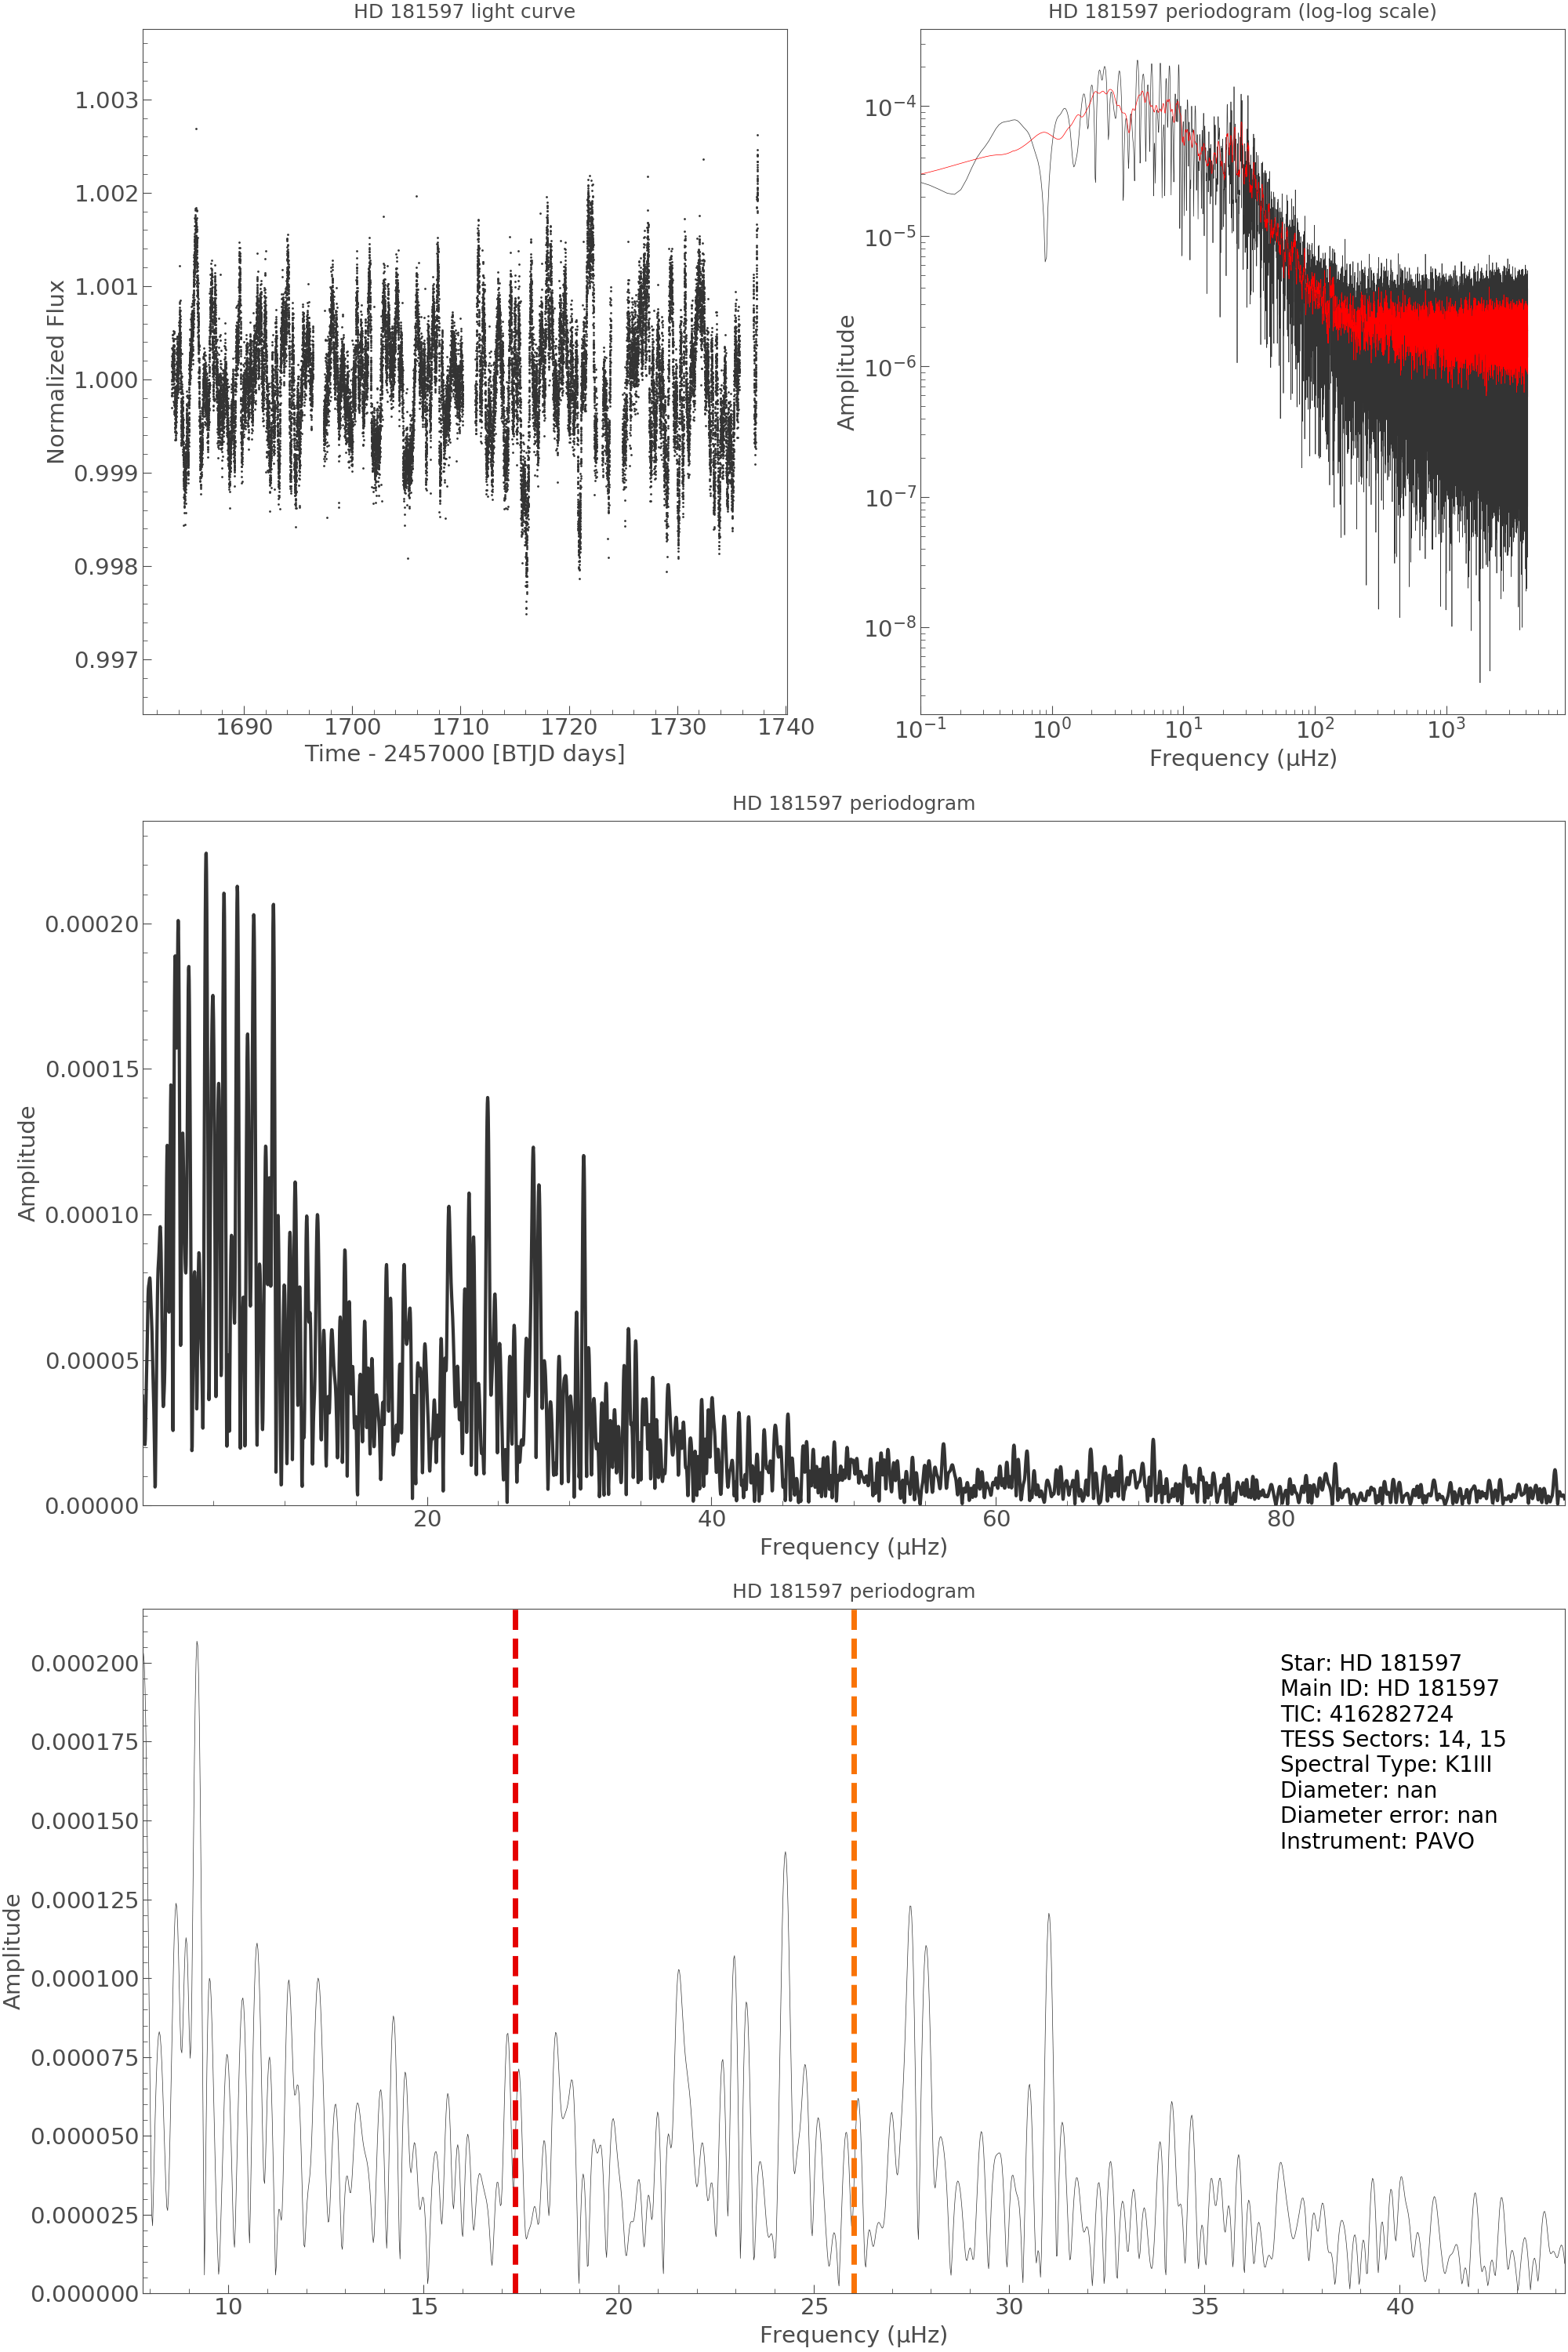 HD 181597 light curve
1.003
1.002
1.001
1.000
0.999
0.998
0.997
Normalized Flux
1690 1700 1710 1720 1730 1740
Time - 2457000 [BTJD days]
HD 181597 periodogram (log-log scale)
10⁻⁴
10⁻⁵
10⁻⁶
10⁻⁷
10⁻⁸
Amplitude
10⁻¹ 10⁰ 10¹ 10² 10³
Frequency (μHz)
HD 181597 periodogram
0.00020
0.00015
0.00010
0.00005
0.00000
Amplitude
20 40 60 80
Frequency (μHz)
HD 181597 periodogram
0.000200
0.000175
0.000150
0.000125
0.000100
0.000075
0.000050
0.000025
0.000000
Amplitude
Star: HD 181597
Main ID: HD 181597
TIC: 416282724
TESS Sectors: 14, 15
Spectral Type: K1III
Diameter: nan
Diameter error: nan
Instrument: PAVO
10 15 20 25 30 35 40
Frequency (μHz)